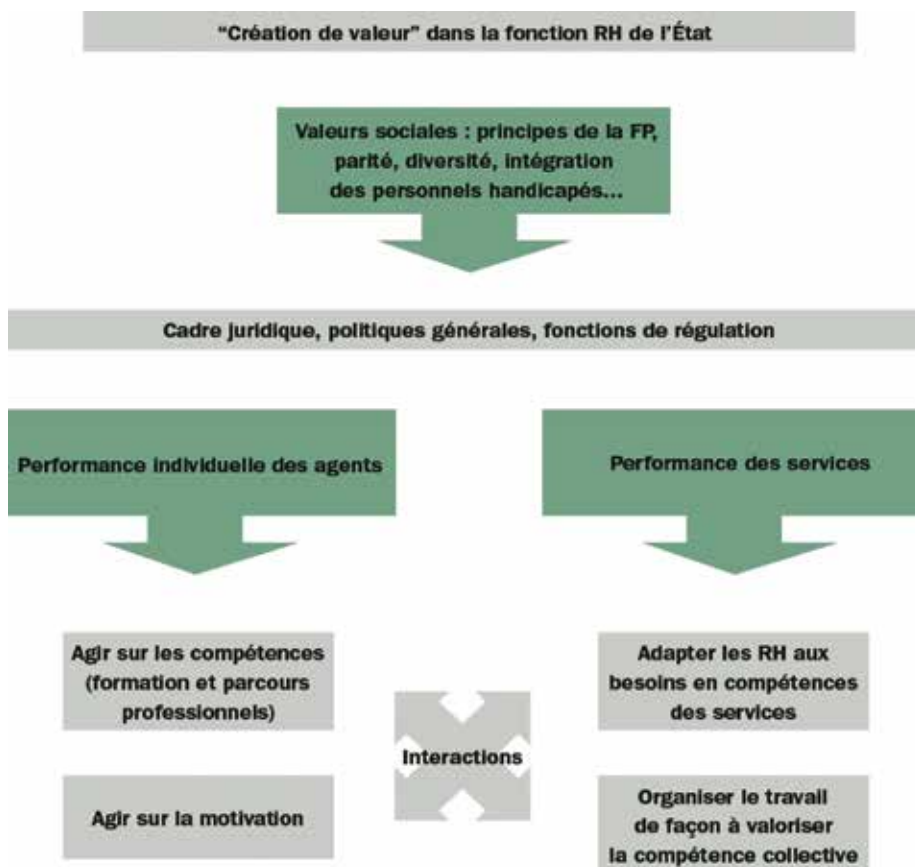 “Création de valeur” dans la fonction RH de l’État
Valeurs sociales : principes de la FP,
parité, diversité, intégration
des personnels handicapés...
Cadre juridique, politiques générales, fonctions de régulation
Performance individuelle des agents
Performance des services
Agir sur les compétences
(formation et parcours
professionnels)
Adapter les RH aux
besoins en compétences
des services
Interactions
Agir sur la motivation
Organiser le travail
de façon à valoriser
la compétence collective